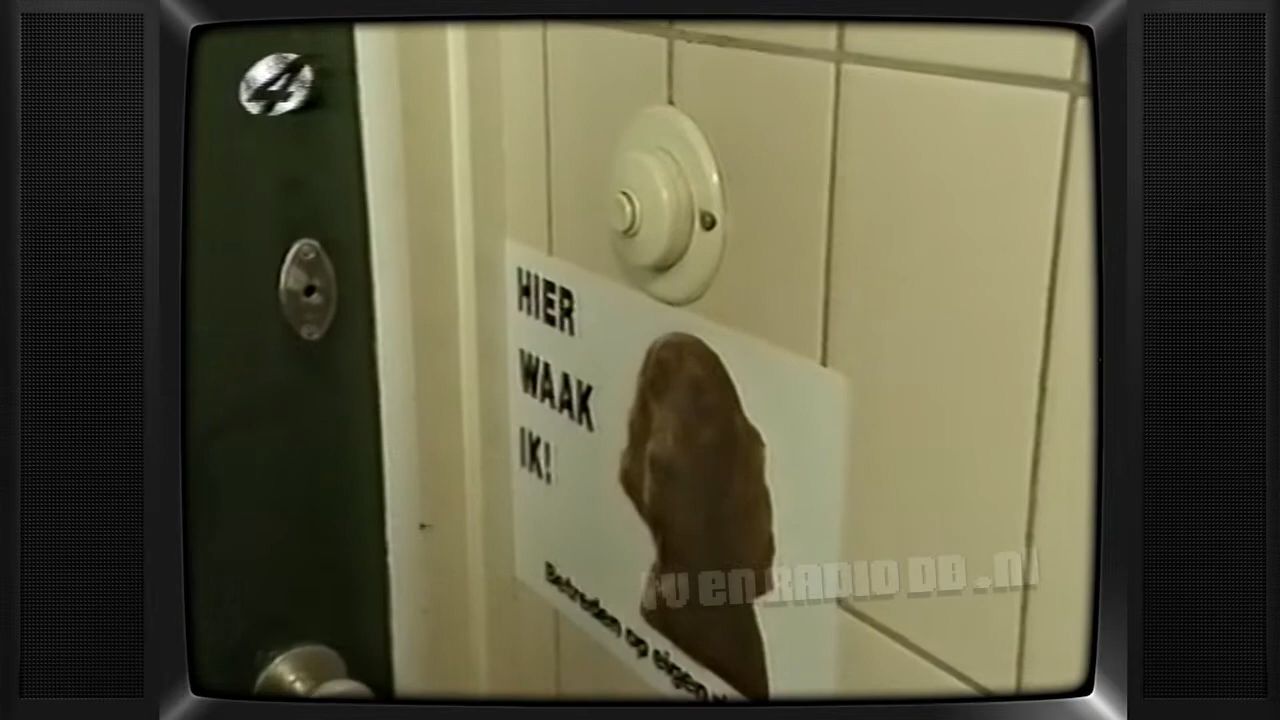 4
HIER
WAAK
IK!
Betreden op eigen
TV EN RADIO DB .Nl